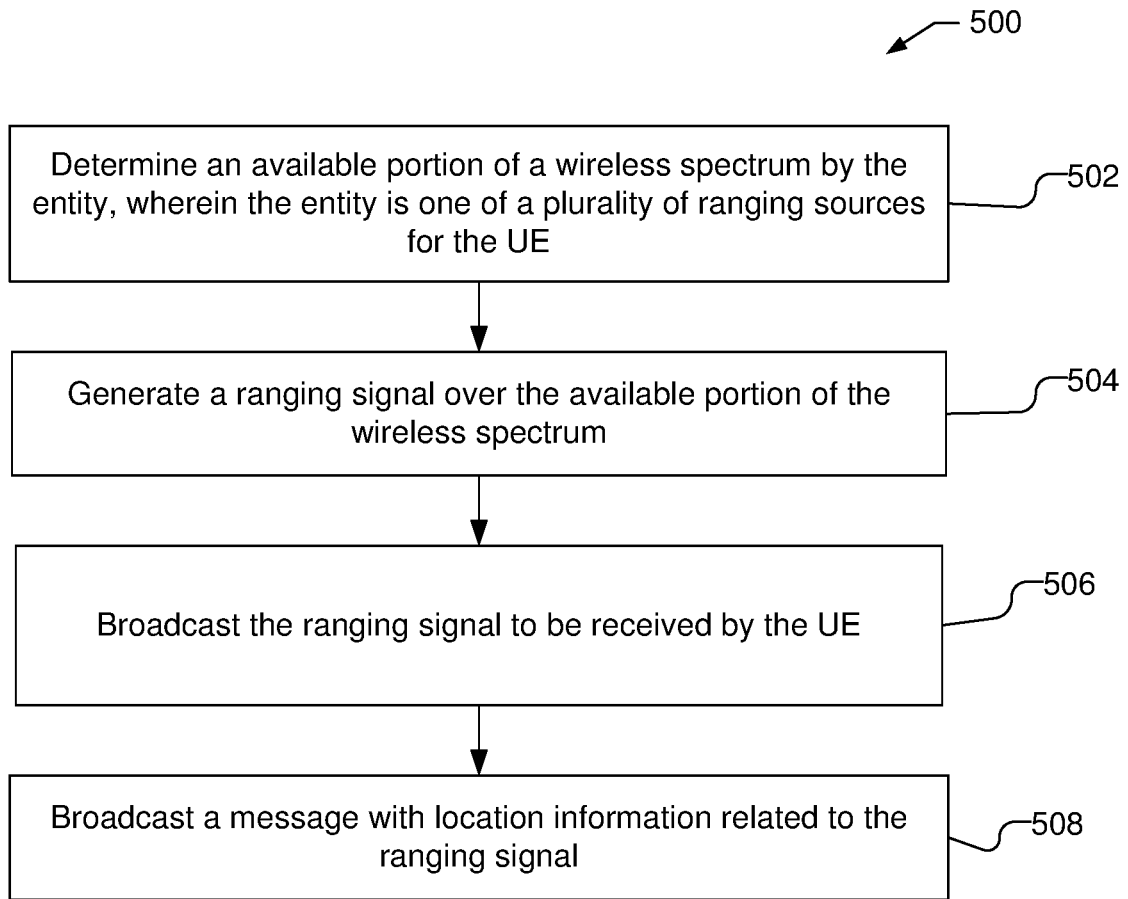 500
Determine an available portion of a wireless spectrum by the
entity, wherein the entity is one of a plurality of ranging sources
for the UE
502
Generate a ranging signal over the available portion of the
wireless spectrum
504
Broadcast the ranging signal to be received by the UE
506
Broadcast a message with location information related to the
ranging signal
508